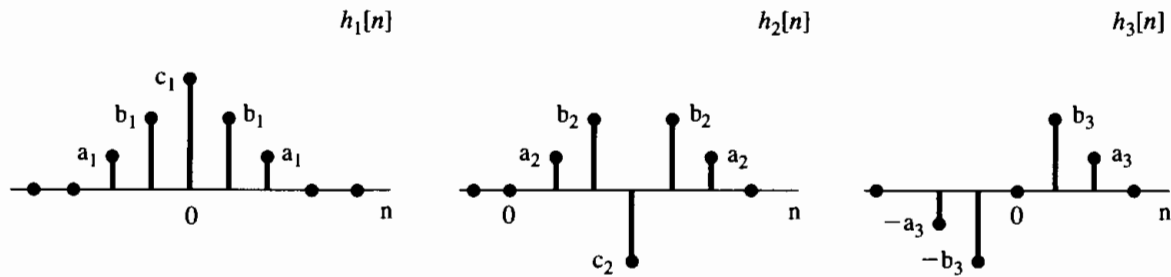 h₁[n]
c₁
b₁ b₁
a₁ a₁
0 n
h₂[n]
b₂ b₂
a₂ a₂
0 n
c₂
h₃[n]
b₃
a₃
0 n
−a₃
−b₃